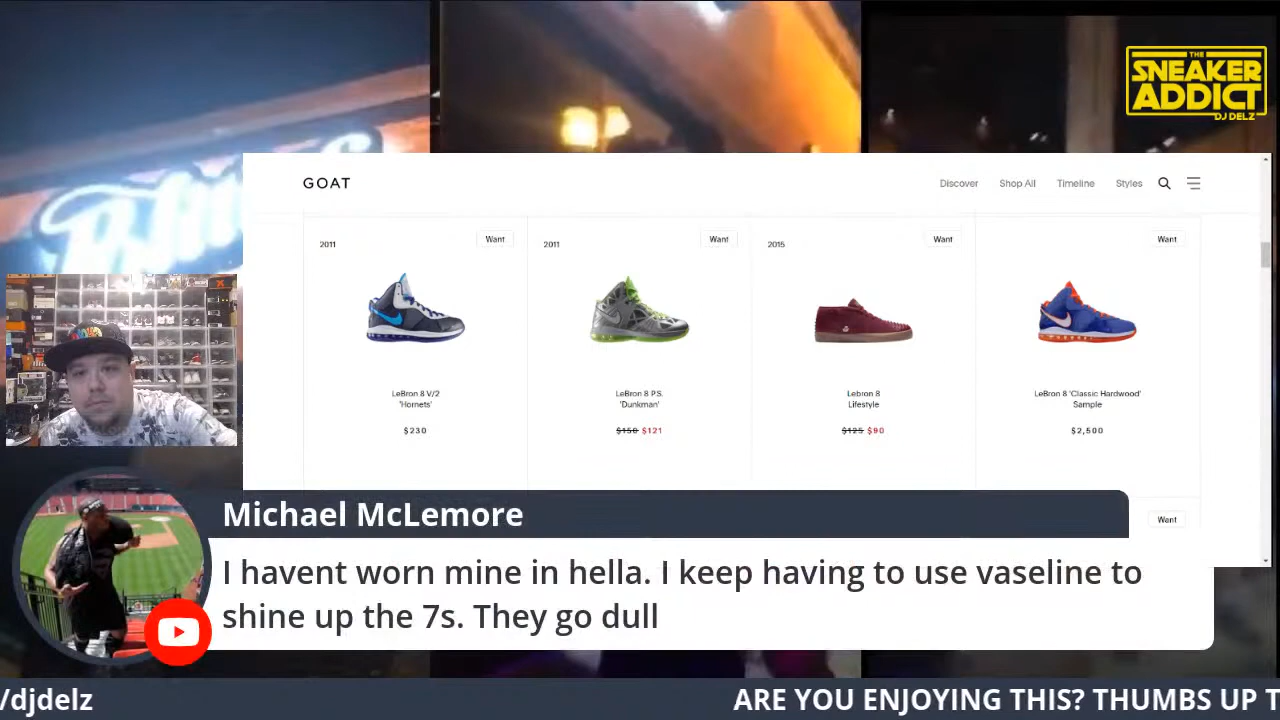 THE
SNEAKER
ADDICT
DJ DELZ
GOAT
Discover Shop All Timeline Styles
2011 Want
2011 Want
2015 Want
Want
LeBron 8 V/2
'Hornets'
$230
LeBron 8 P.S.
'Dunkman'
$150 $121
Lebron 8
Lifestyle
$125 $90
LeBron 8 'Classic Hardwood'
Sample
$2,500
Want
Michael McLemore
I havent worn mine in hella. I keep having to use vaseline to
shine up the 7s. They go dull
/djdelz
ARE YOU ENJOYING THIS? THUMBS UP T